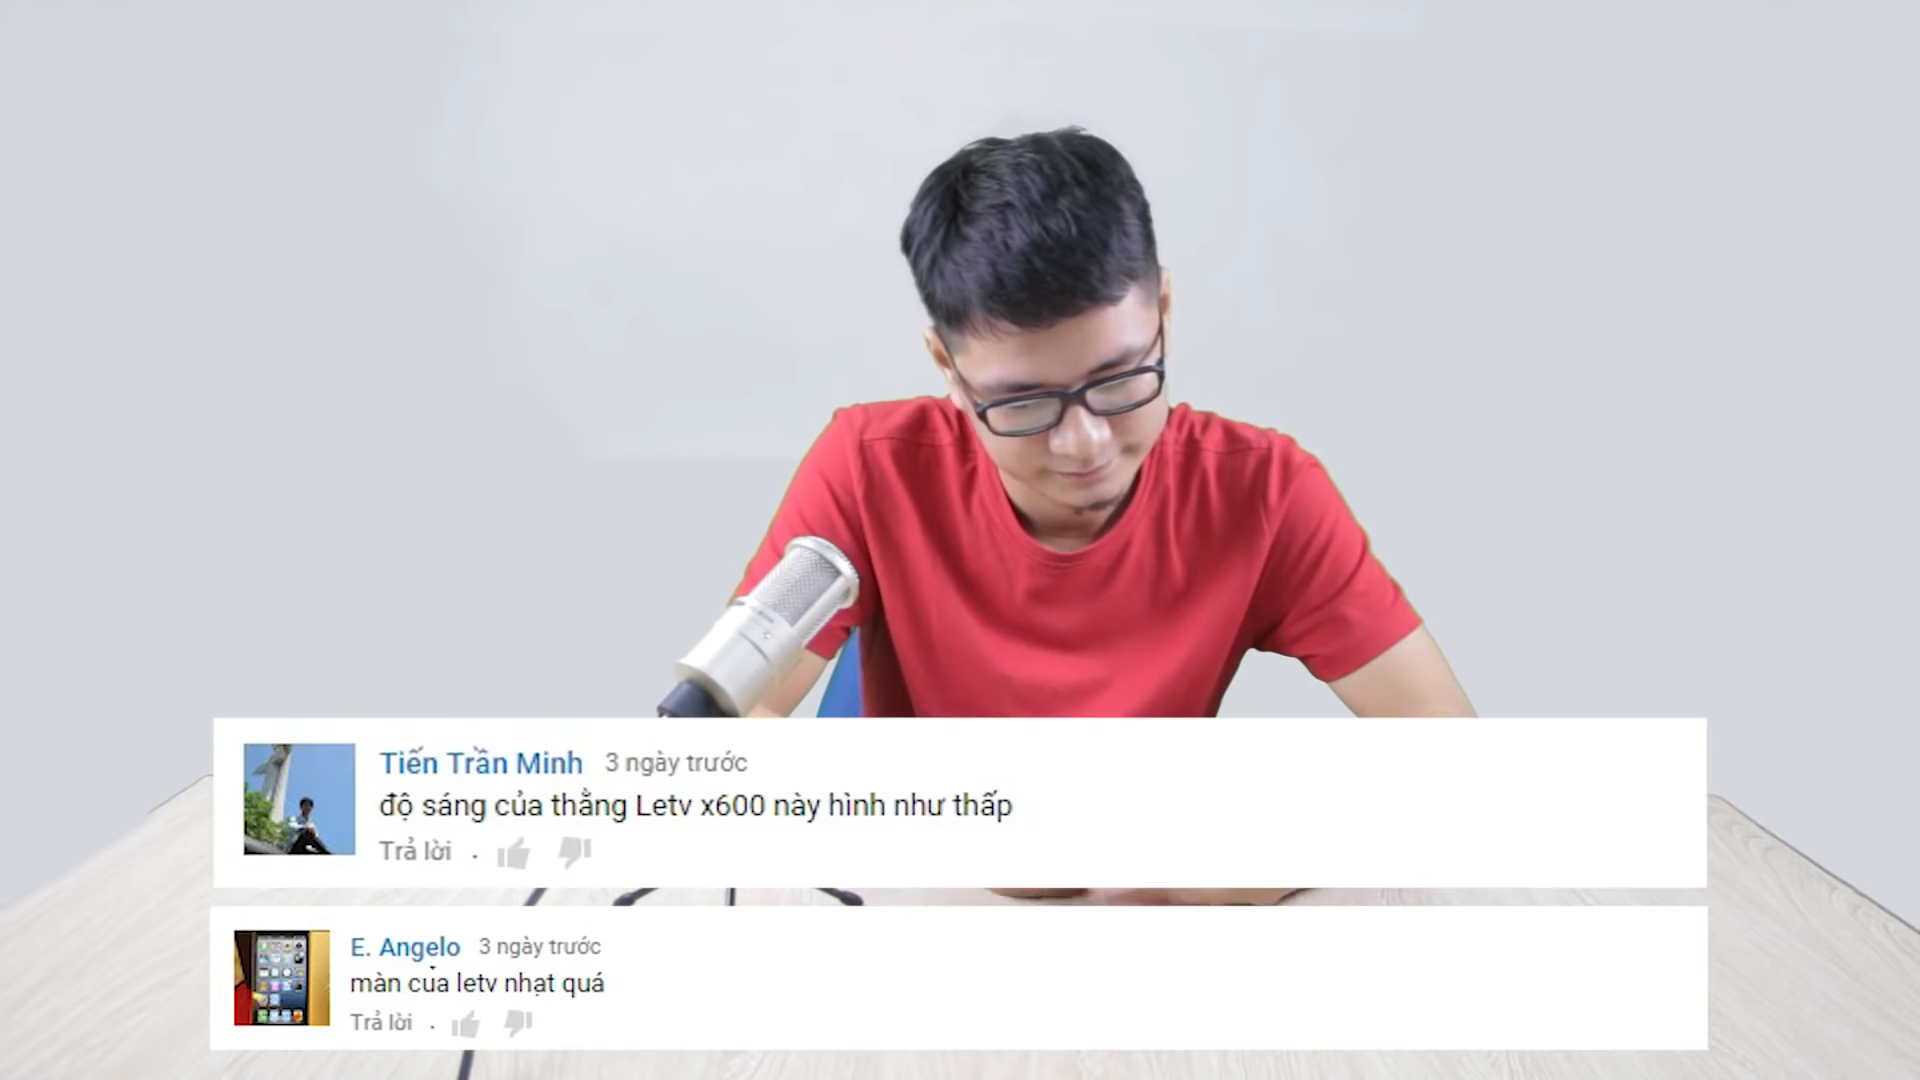 Tiến Trần Minh 3 ngày trước
độ sáng của thằng Letv x600 này hình như thấp
Trả lời .
E. Angelo 3 ngày trước
màn của letv nhạt quá
Trả lời .